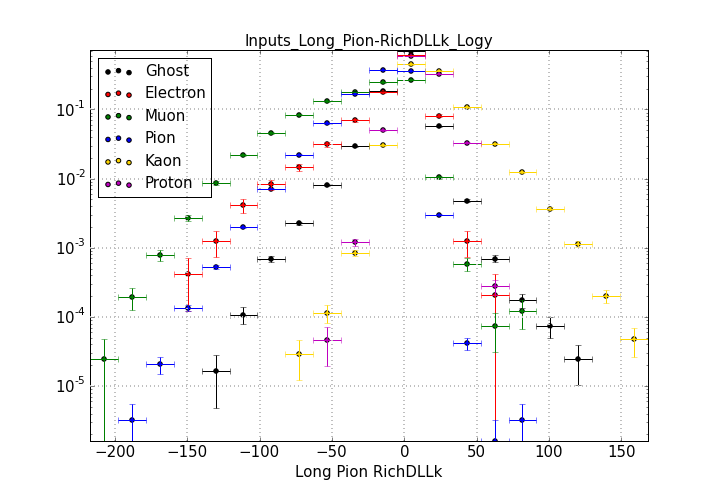 Inputs_Long_Pion-RichDLLk_Logy
Ghost
Electron
Muon
Pion
Kaon
Proton
10^-1
10^-2
10^-3
10^-4
10^-5
−200 −150 −100 −50 0 50 100 150
Long Pion RichDLLk